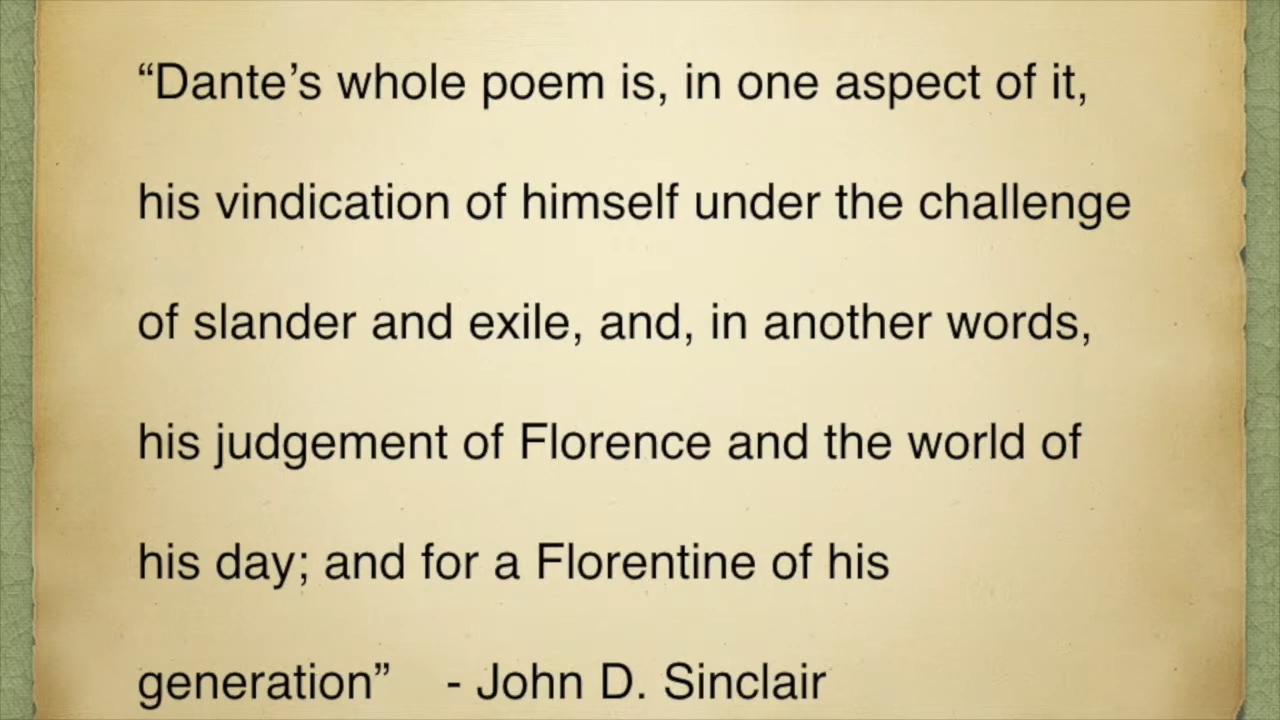 “Dante’s whole poem is, in one aspect of it,
his vindication of himself under the challenge
of slander and exile, and, in another words,
his judgement of Florence and the world of
his day; and for a Florentine of his
generation” - John D. Sinclair